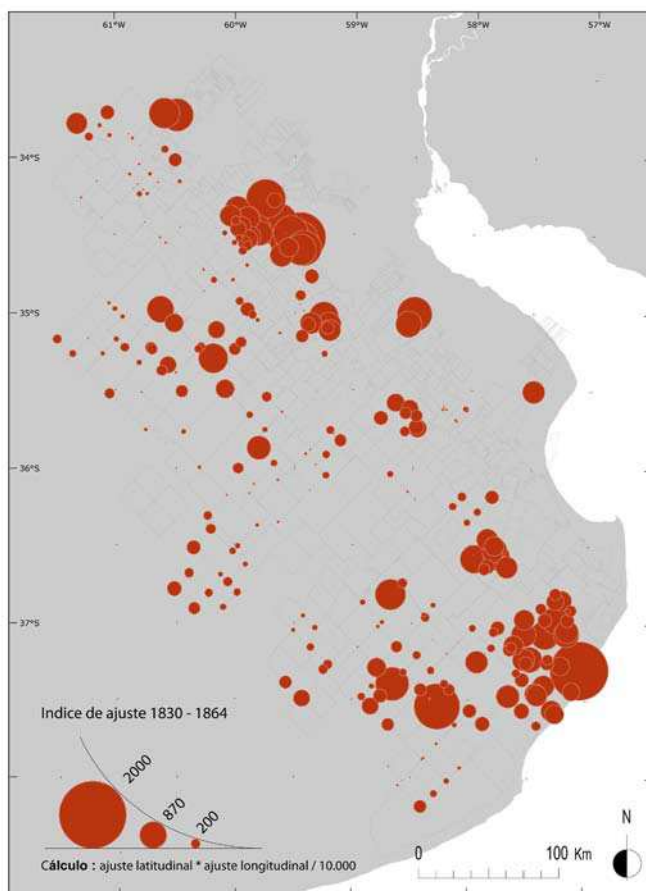 61°W 60°W 59°W 58°W 57°W
34°S
35°S
36°S
37°S
Indice de ajuste 1830 - 1864
2000
870
200
Cálculo : ajuste latitudinal * ajuste longitudinal / 10.000
N
0 100 Km